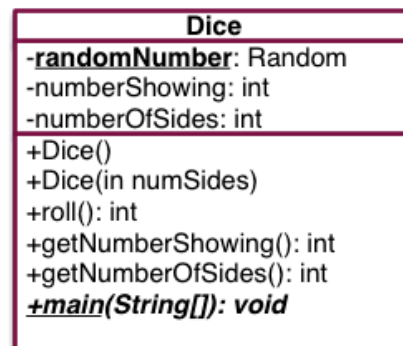 Dice
-randomNumber: Random
-numberShowing: int
-numberOfSides: int
+Dice()
+Dice(in numSides)
+roll(): int
+getNumberShowing(): int
+getNumberOfSides(): int
+main(String[]): void